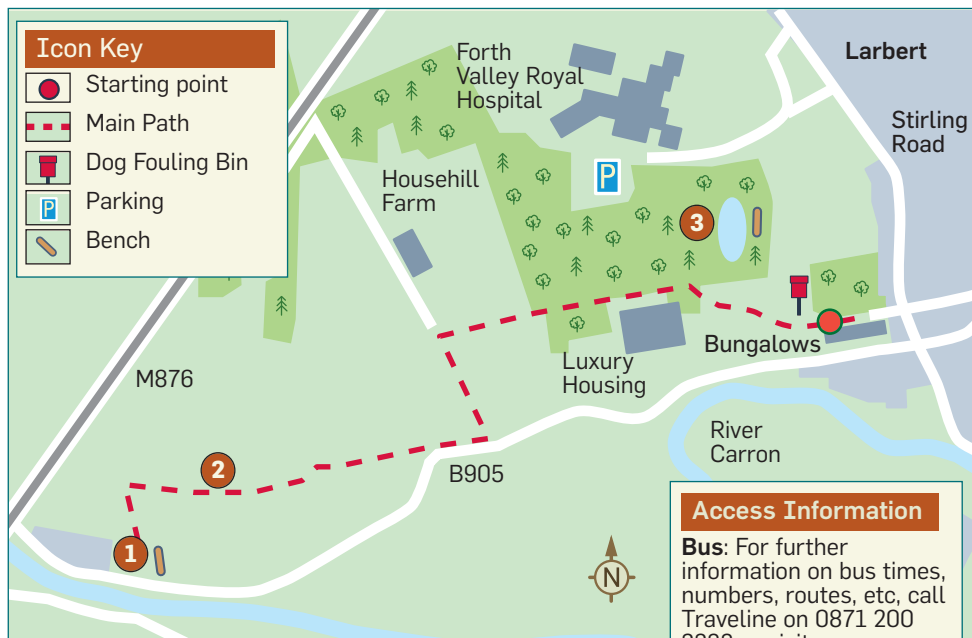 Icon Key
Starting point
Main Path
Dog Fouling Bin
P
Parking
Bench
Forth
Valley Royal
Hospital
Larbert
Stirling
Road
P
Househill
Farm
3
Bungalows
Luxury
Housing
M876
River
Carron
B905
2
1
N
Access Information
Bus: For further
information on bus times,
numbers, routes, etc, call
Traveline on 0871 200